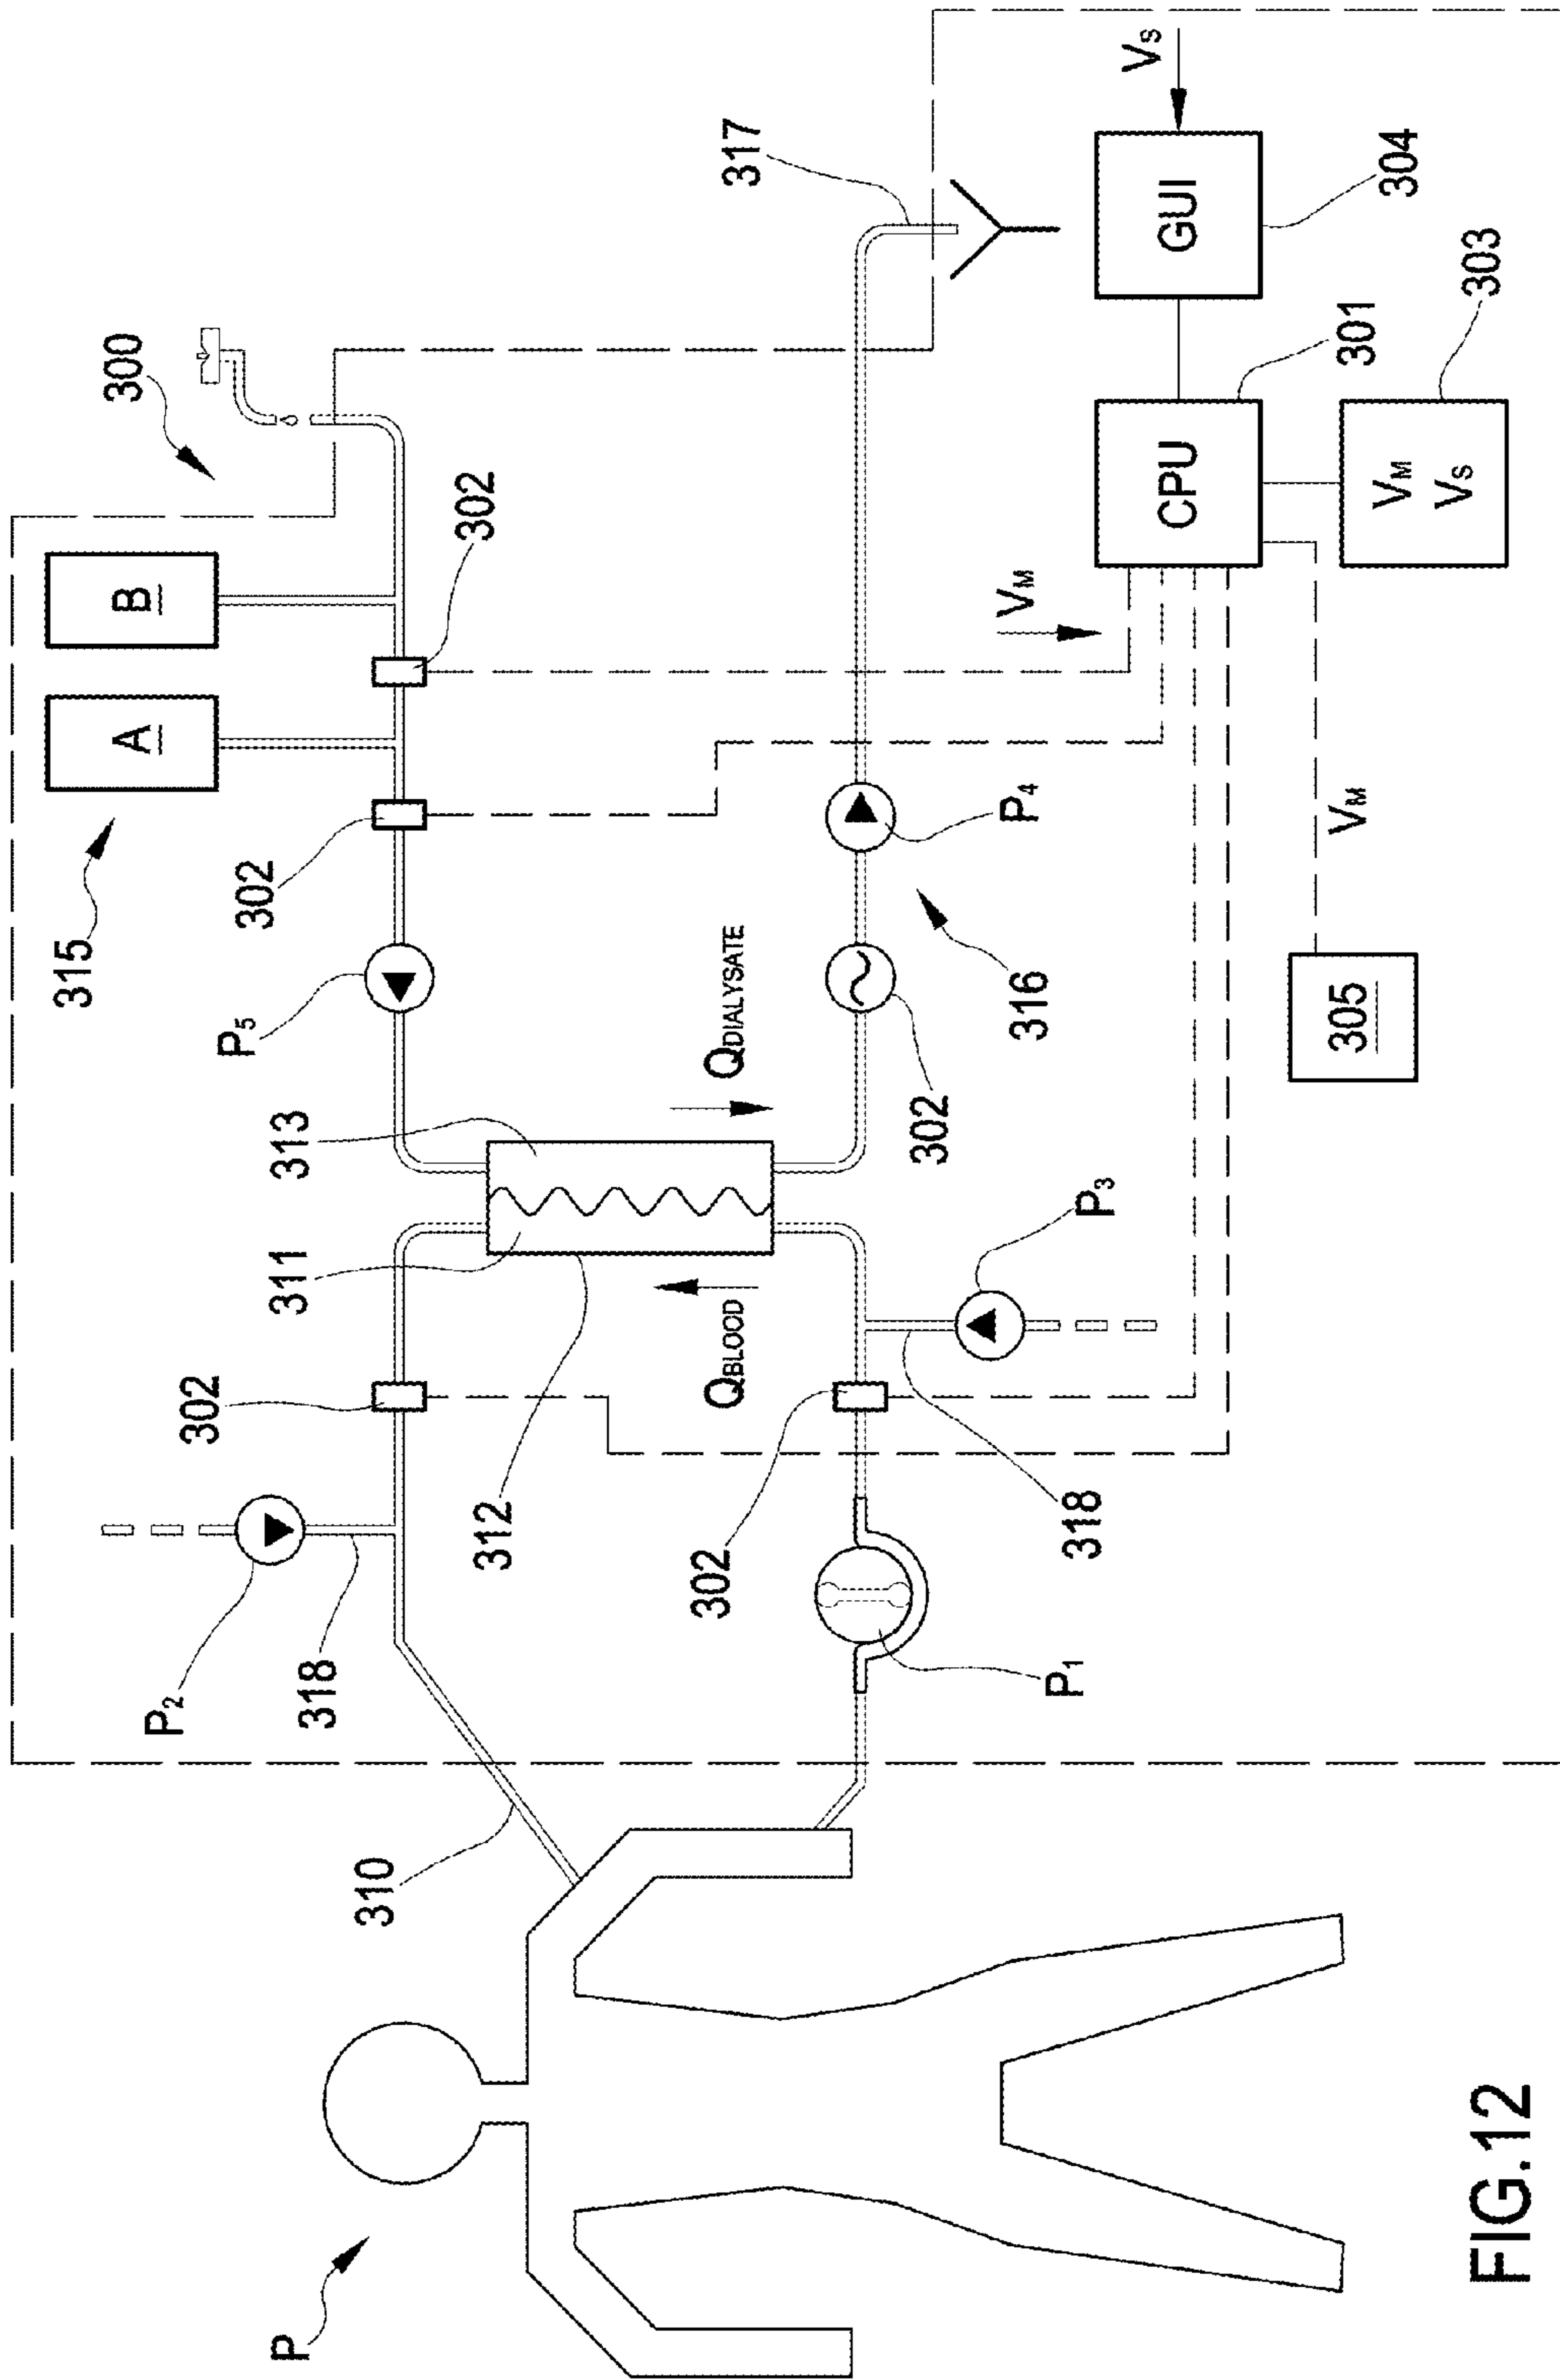 300
315
A
B
302
302
P5
P2
318
302
310
P
311
313
312
QBLOOD
QDIALYSATE
302
P1
318
P3
302
316
P4
317
VM
305
VM
CPU
301
VM
VS
303
GUI
304
VS
FIG.12